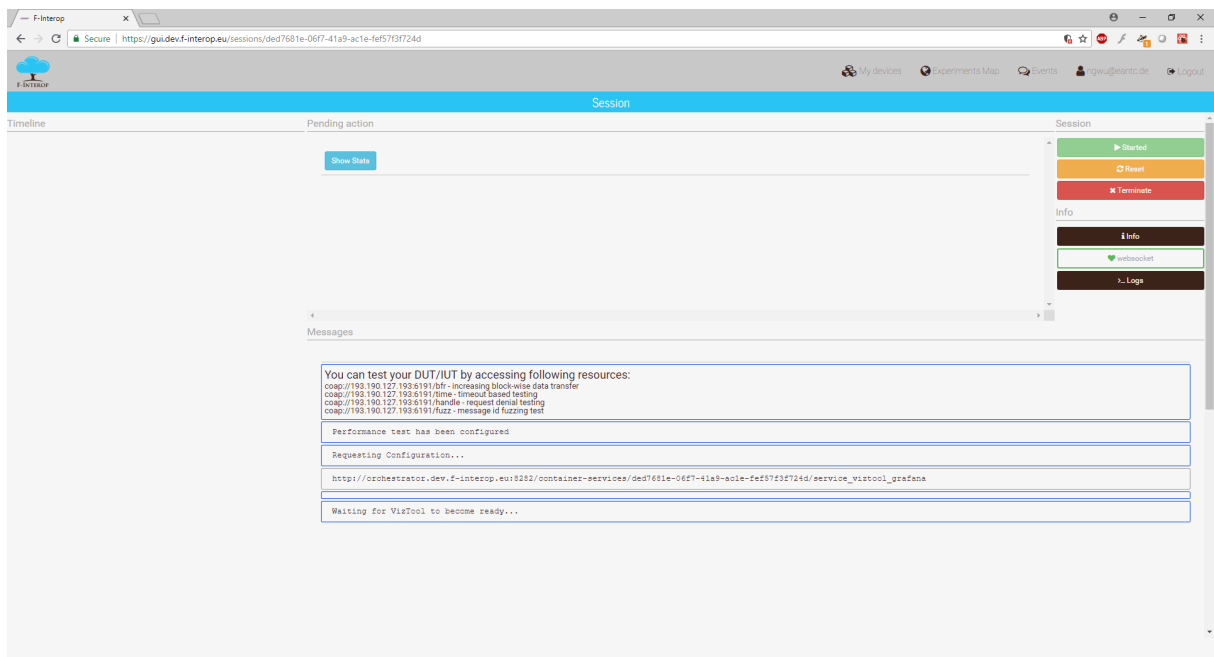 F-Interop
Secure | https://gui.dev.f-interop.eu/sessions/ded7681e-06f7-41a9-ac1e-fef57f3f724d
F-INTEROP
My devices Experiments Map Events ngwu@eantc.de Logout
Session
Timeline
Pending action
Session
Show Stats
Started
Reset
Terminate
Info
Info
websocket
Logs
Messages
You can test your DUT/IUT by accessing following resources:
coap://193.190.127.193:6191/bfr - increasing block-wise data transfer
coap://193.190.127.193:6191/time - timeout based testing
coap://193.190.127.193:6191/handle - request denial testing
coap://193.190.127.193:6191/fuzz - message id fuzzing test
Performance test has been configured
Requesting Configuration...
http://orchestrator.dev.f-interop.eu:8282/container-services/ded7681e-06f7-41a9-ac1e-fef57f3f724d/service_viztool_grafana
Waiting for VizTool to become ready...